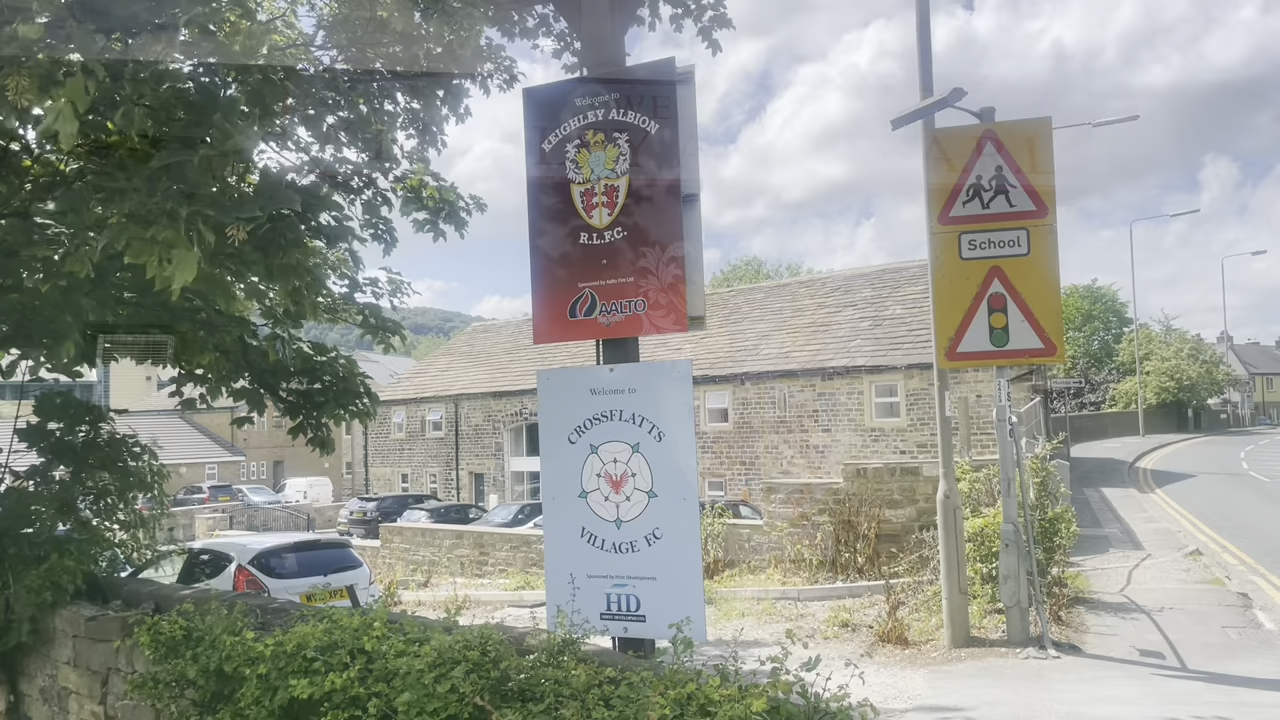 Welcome to
KEIGHLEY ALBION
R.L.F.C.
Sponsored by Aalto Fire Ltd
AALTO
Welcome to
CROSSFLATTS
VILLAGE FC
Sponsored by Hirst Developments
HD
HIRST DEVELOPMENTS
School